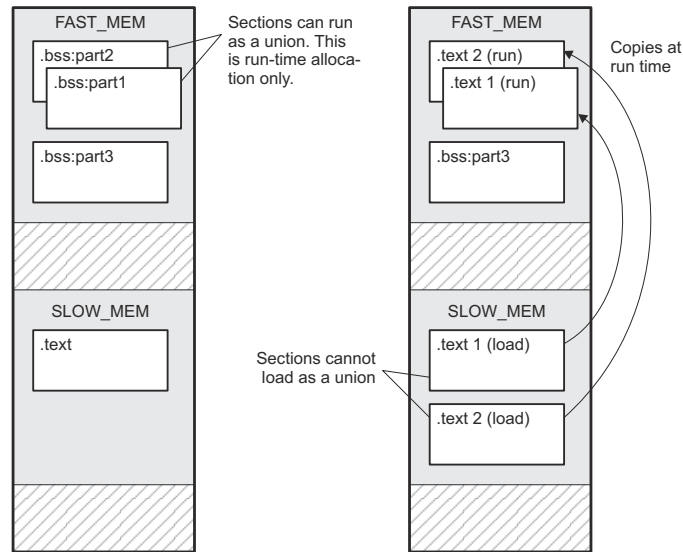 FAST_MEM
.bss:part2
.bss:part1
.bss:part3
SLOW_MEM
.text
Sections can run
as a union. This
is run-time alloca-
tion only.
FAST_MEM
.text 2 (run)
.text 1 (run)
.bss:part3
Copies at
run time
SLOW_MEM
.text 1 (load)
.text 2 (load)
Sections cannot
load as a union